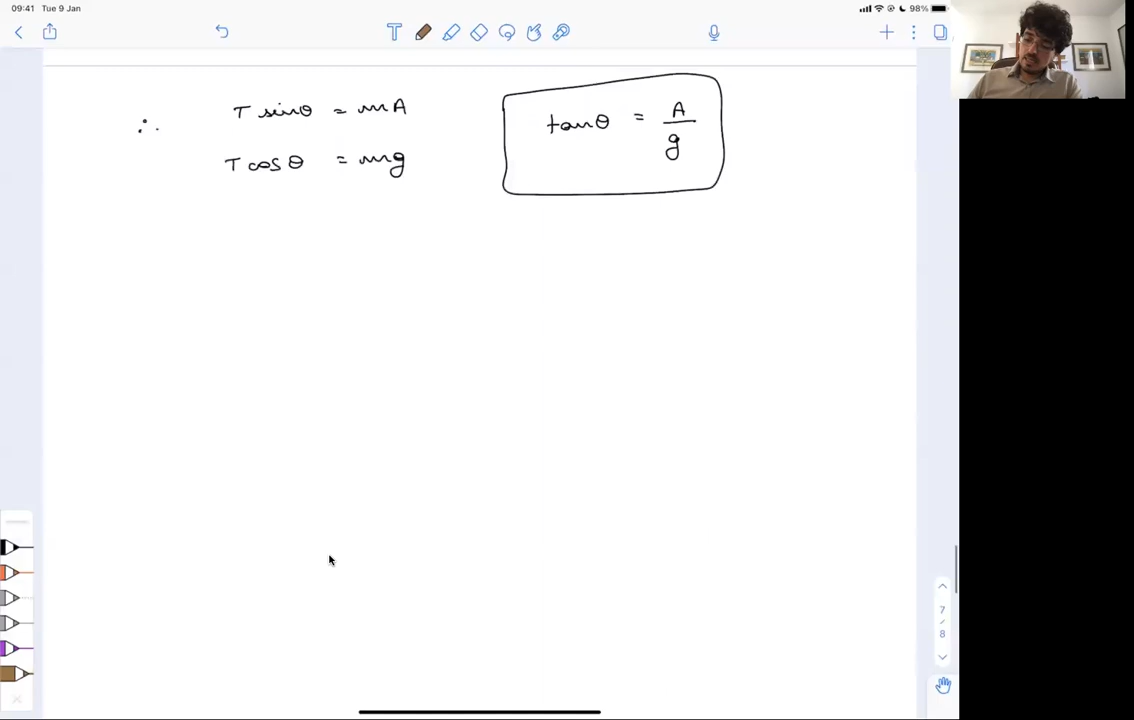 09:41 Tue 9 Jan 98%
T
∴ T sinθ = mA
T cosθ = mg
tanθ = A/g
7
/
8